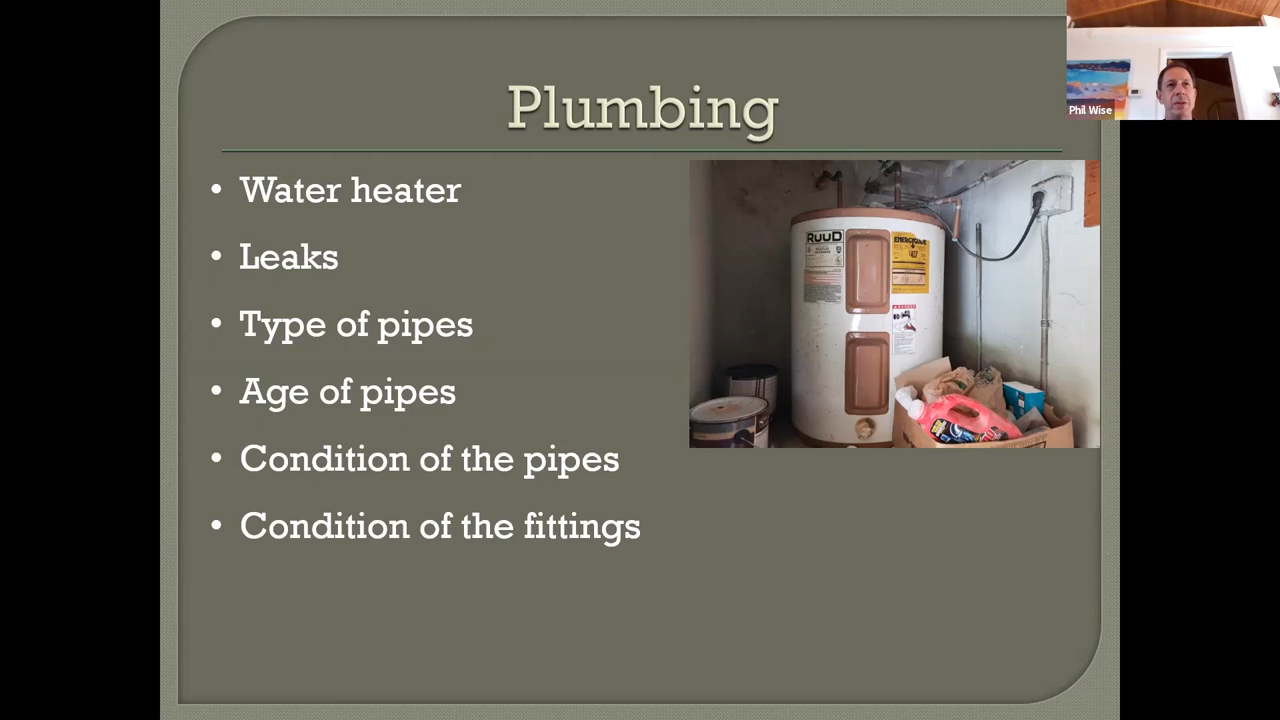 Plumbing
Phil Wise
• Water heater
• Leaks
• Type of pipes
• Age of pipes
• Condition of the pipes
• Condition of the fittings
RUUD
ENERGYGUIDE